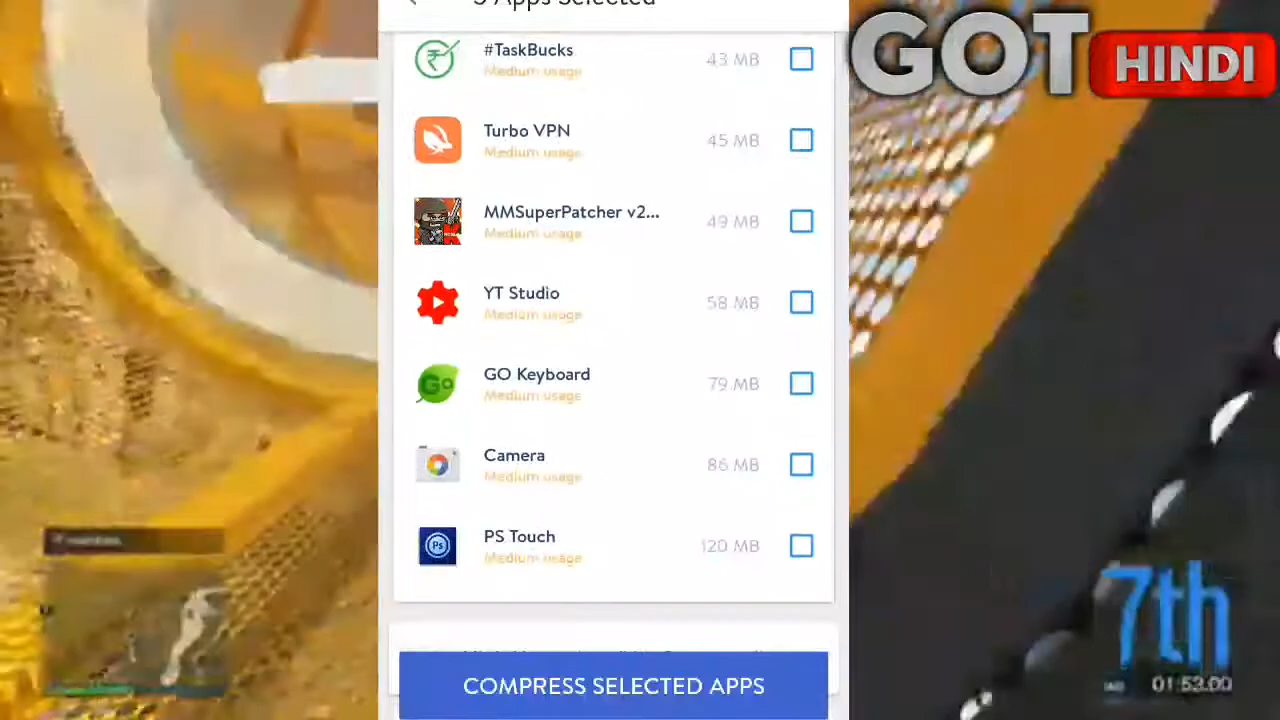 Apps Selected
GOT HINDI
#TaskBucks
43 MB
Medium usage
Turbo VPN
45 MB
Medium usage
MMSuperPatcher v2...
49 MB
Medium usage
YT Studio
58 MB
Medium usage
GO Keyboard
79 MB
Medium usage
Camera
86 MB
Medium usage
PS Touch
120 MB
Medium usage
COMPRESS SELECTED APPS
7th
01:53.00